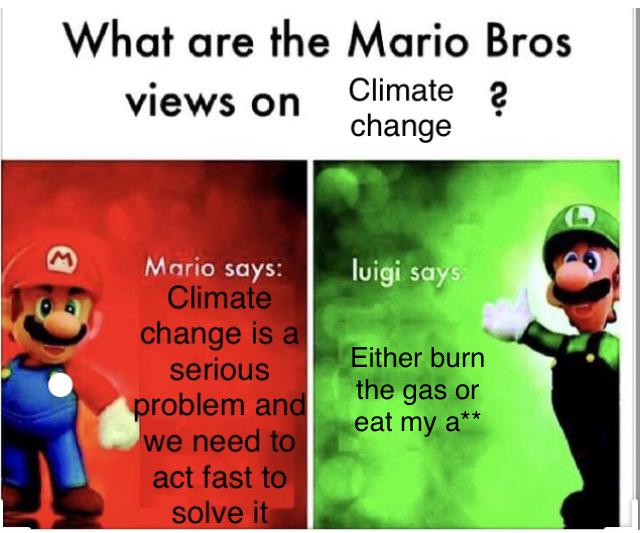 What are the Mario Bros
views on Climate change ?
M
L
Mario says:
Climate
change is a
serious
problem and
we need to
act fast to
solve it
luigi says:
Either burn
the gas or
eat my a**